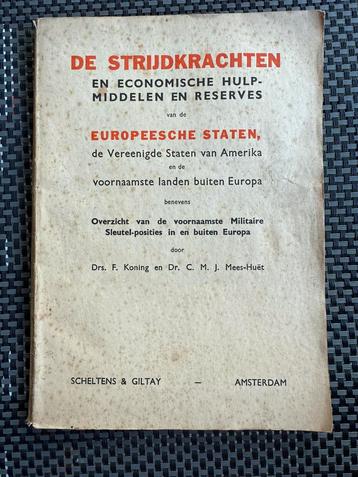 DE STRIJDKRACHTEN
EN ECONOMISCHE HULP-
MIDDELEN EN RESERVES
van de
EUROPEESCHE STATEN,
de Vereenigde Staten van Amerika
en de
voornaamste landen buiten Europa
benevens
Overzicht van de voornaamste Militaire
Sleutel-posities in en buiten Europa
door
Drs. F. Koning en Dr. C. M. J. Mees-Huët
SCHELTENS & GILTAY — AMSTERDAM